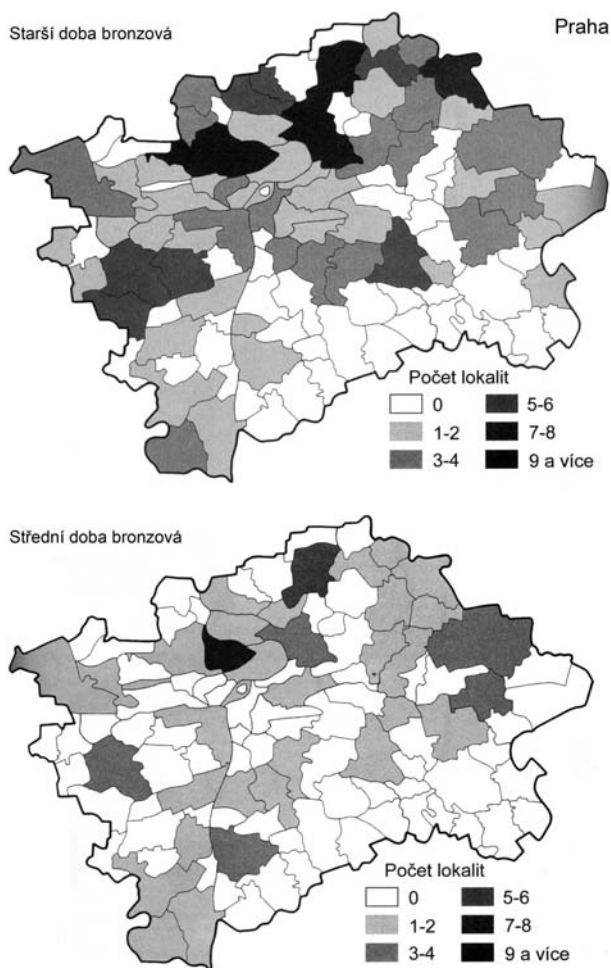 Starší doba bronzová
Praha
Počet lokalit
0
5-6
1-2
7-8
3-4
9 a více
Střední doba bronzová
Počet lokalit
0
5-6
1-2
7-8
3-4
9 a více